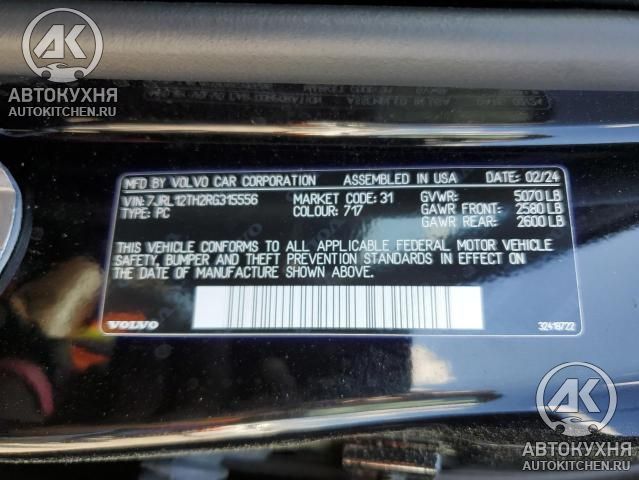 AK
АВТОКУХНЯ
AUTOKITCHEN.RU
MFD BY VOLVO CAR CORPORATION ASSEMBLED IN USA DATE: 02/24
VIN: 7JRL12TH2RG315556 MARKET CODE: 31 GVWR: 5070 LB
TYPE: PC COLOUR: 717 GAWR FRONT: 2580 LB
GAWR REAR: 2600 LB
THIS VEHICLE CONFORMS TO ALL APPLICABLE FEDERAL MOTOR VEHICLE
SAFETY, BUMPER AND THEFT PREVENTION STANDARDS IN EFFECT ON
THE DATE OF MANUFACTURE SHOWN ABOVE.
VOLVO 32418722
AK
АВТОКУХНЯ
AUTOKITCHEN.RU